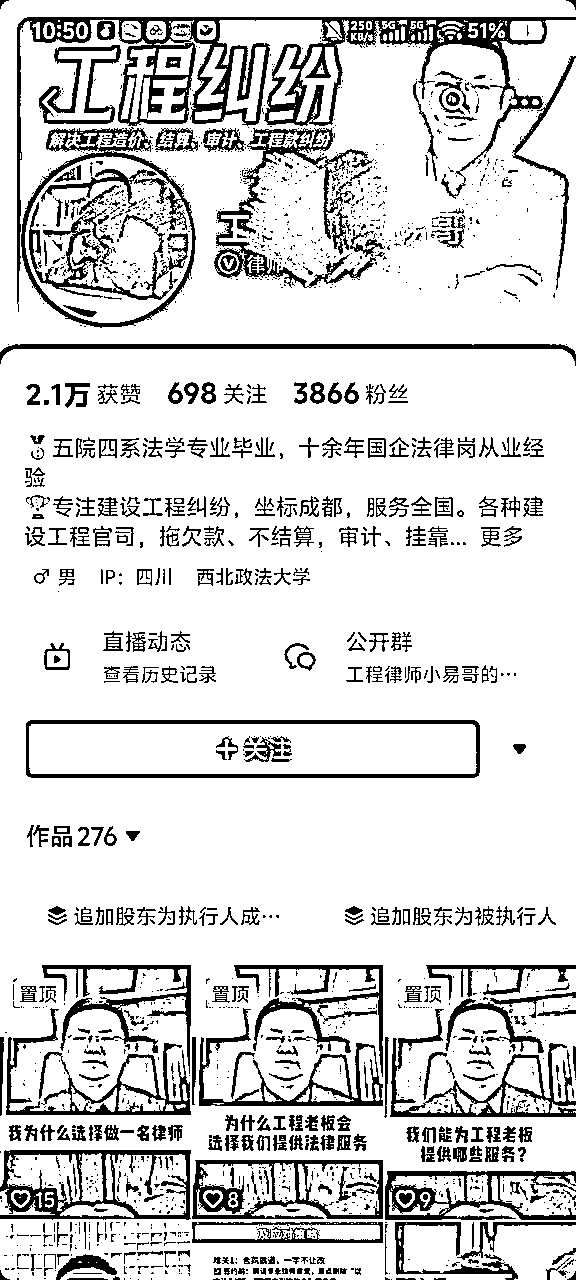 10:50
250 KB/s 5G 5G 51%
工程纠纷
解决工程造价、结算、审计、工程款纠纷
工
哥
律师
2.1万 获赞 698 关注 3866 粉丝
五院四系法学专业毕业，十余年国企法律岗从业经
验
专注建设工程纠纷，坐标成都，服务全国。各种建
设工程官司，拖欠款、不结算，审计、挂靠... 更多
♂ 男 IP：四川 西北政法大学
直播动态
查看历史记录
公开群
工程律师小易哥的…
关注
作品 276
追加股东为执行人成…
追加股东为被执行人
置顶
我为什么选择做一名律师
15
置顶
为什么工程老板会
选择我们提供法律服务
8
置顶
我们能为工程老板
提供哪些服务？
9
及应对策略